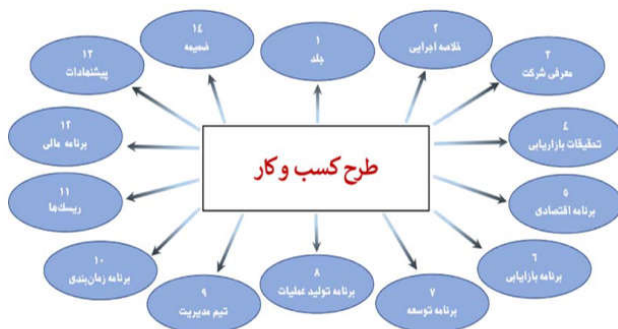 طرح کسب و کار
۱
جلد
۲
خلاصه اجرایی
۳
معرفی شرکت
٤
تحقیقات بازاریابی
۵
برنامه اقتصادی
۶
برنامه بازاریابی
۷
برنامه توسعه
۸
برنامه تولید عملیات
۹
تیم مدیریت
۱۰
برنامه زمان‌بندی
۱۱
ریسک‌ها
۱۲
برنامه مالی
۱۳
پیشنهادات
۱٤
ضمیمه